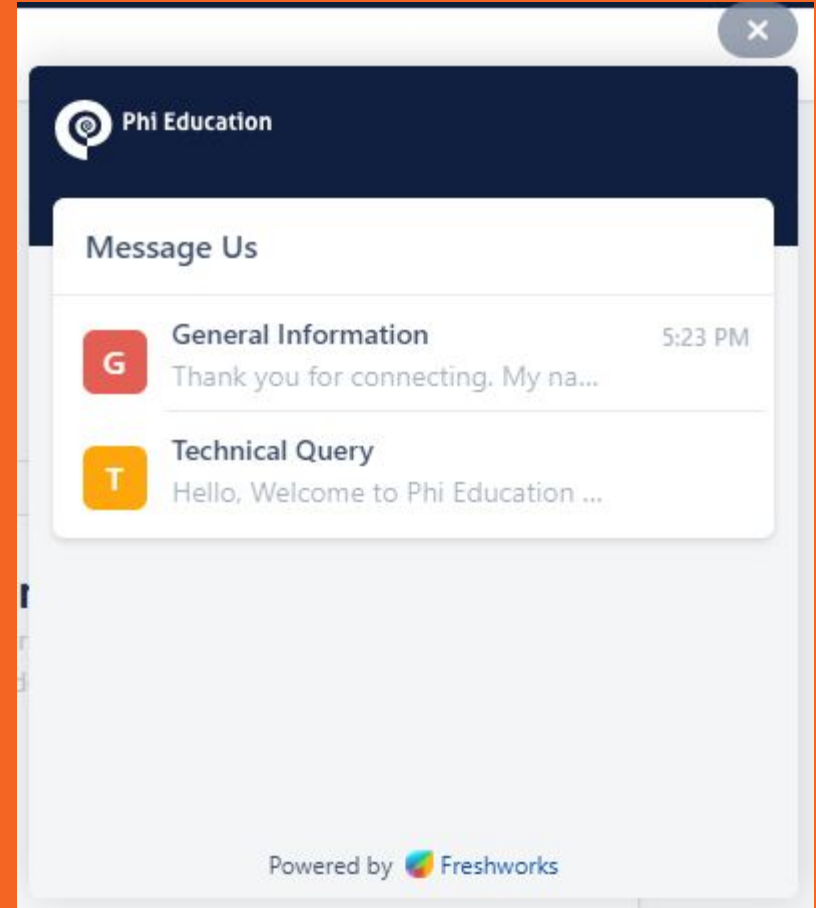 Phi Education
Message Us
G
General Information
5:23 PM
Thank you for connecting. My na...
T
Technical Query
Hello, Welcome to Phi Education ...
Powered by Freshworks